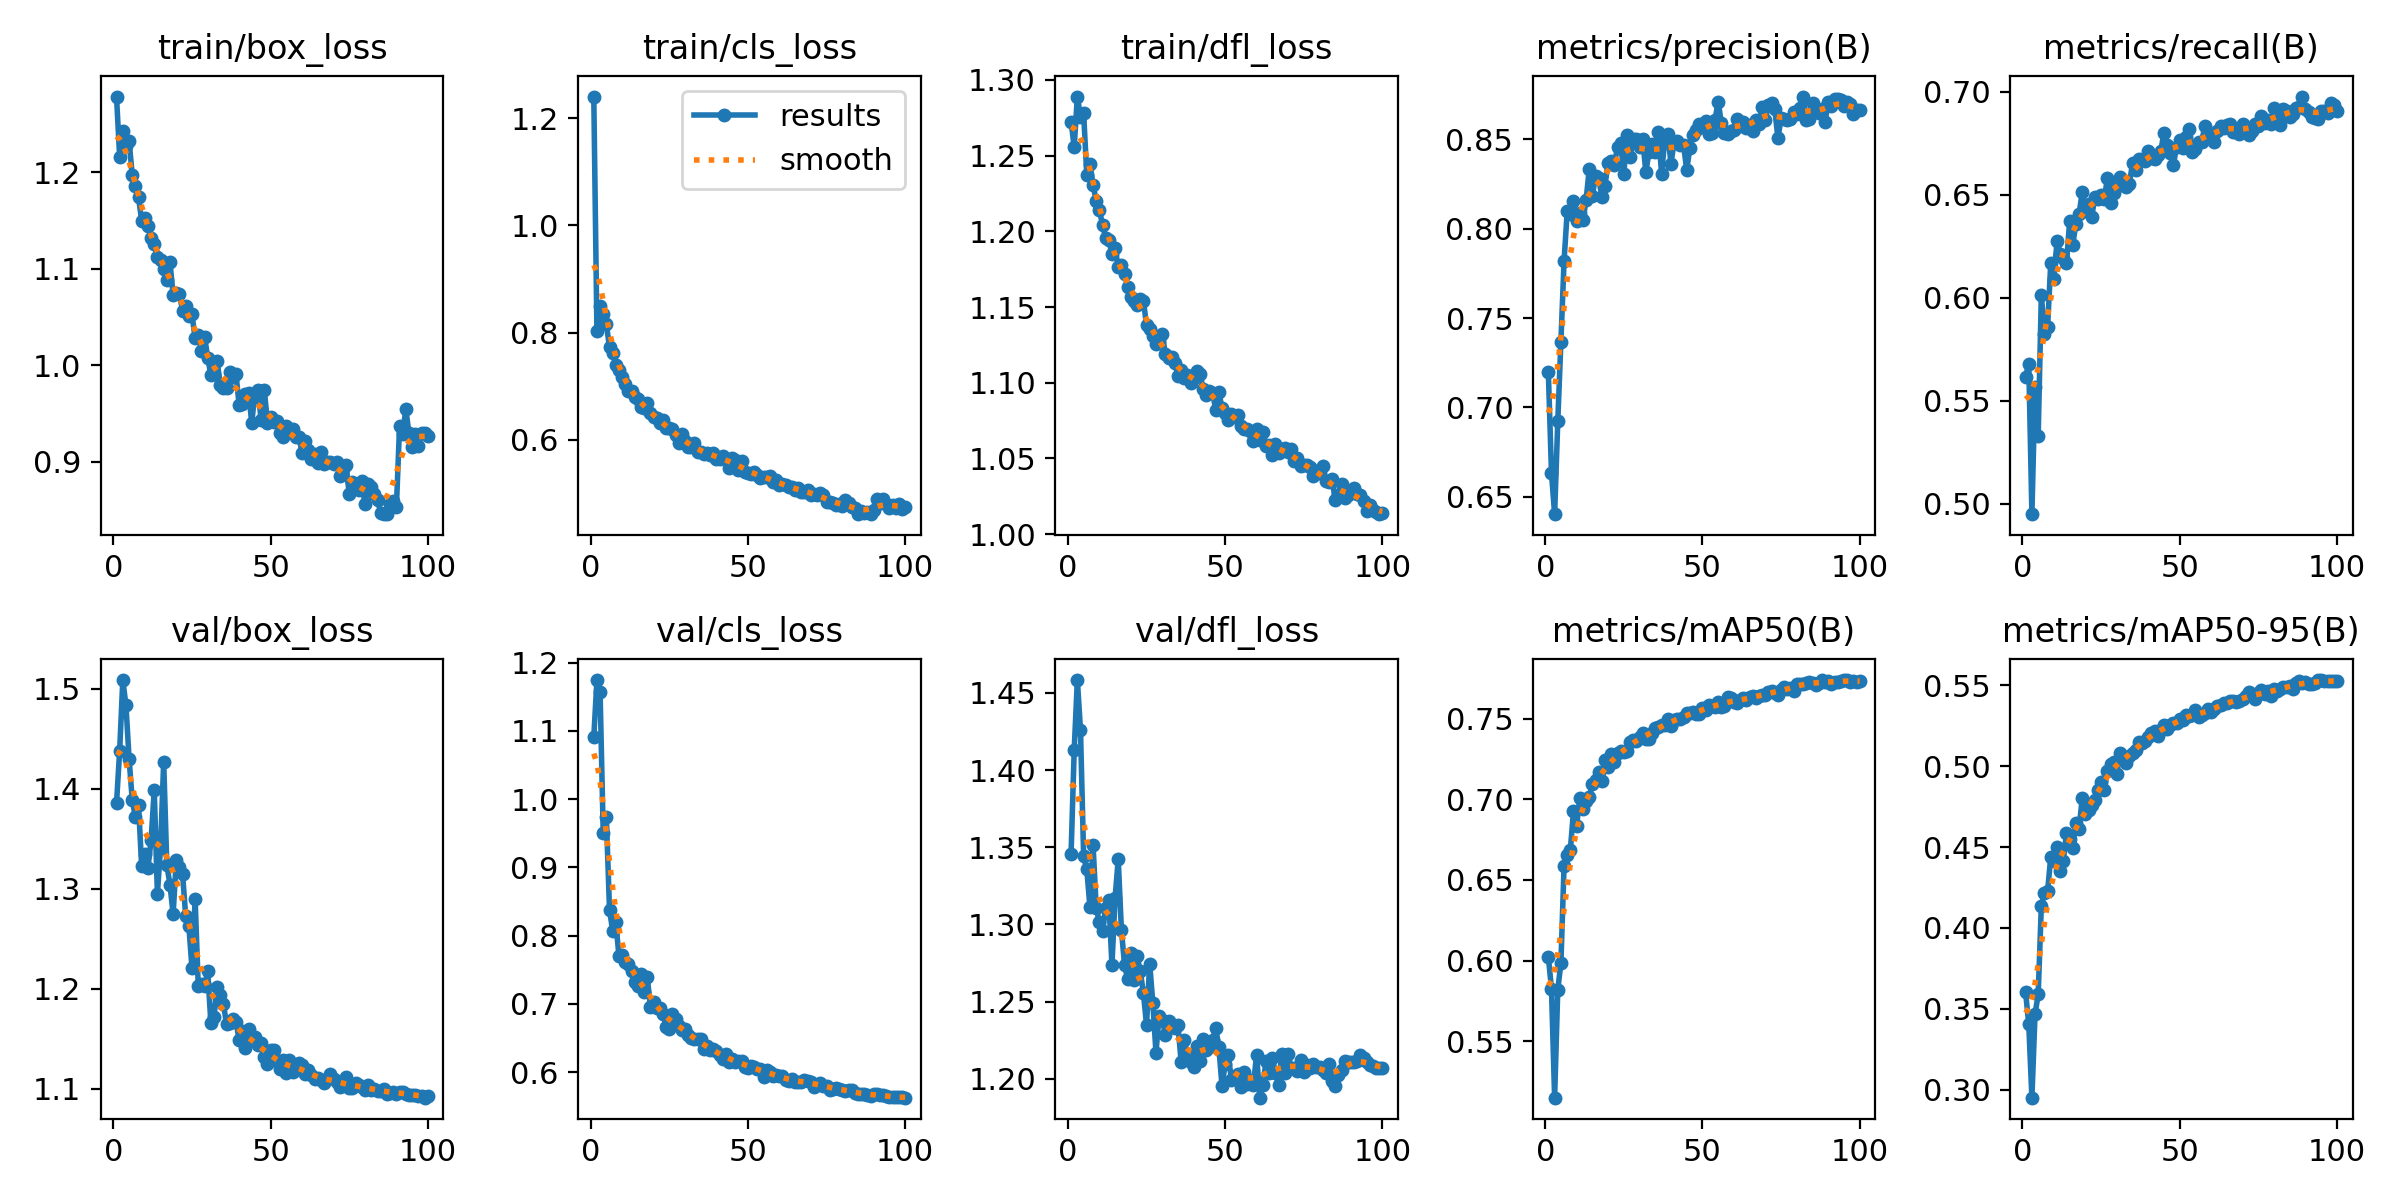 train/box_loss
1.2
1.1
1.0
0.9
0 50 100
train/cls_loss
results
smooth
1.2
1.0
0.8
0.6
0 50 100
train/dfl_loss
1.30
1.25
1.20
1.15
1.10
1.05
1.00
0 50 100
metrics/precision(B)
0.85
0.80
0.75
0.70
0.65
0 50 100
metrics/recall(B)
0.70
0.65
0.60
0.55
0.50
0 50 100
val/box_loss
1.5
1.4
1.3
1.2
1.1
0 50 100
val/cls_loss
1.2
1.1
1.0
0.9
0.8
0.7
0.6
0 50 100
val/dfl_loss
1.45
1.40
1.35
1.30
1.25
1.20
0 50 100
metrics/mAP50(B)
0.75
0.70
0.65
0.60
0.55
0 50 100
metrics/mAP50-95(B)
0.55
0.50
0.45
0.40
0.35
0.30
0 50 100